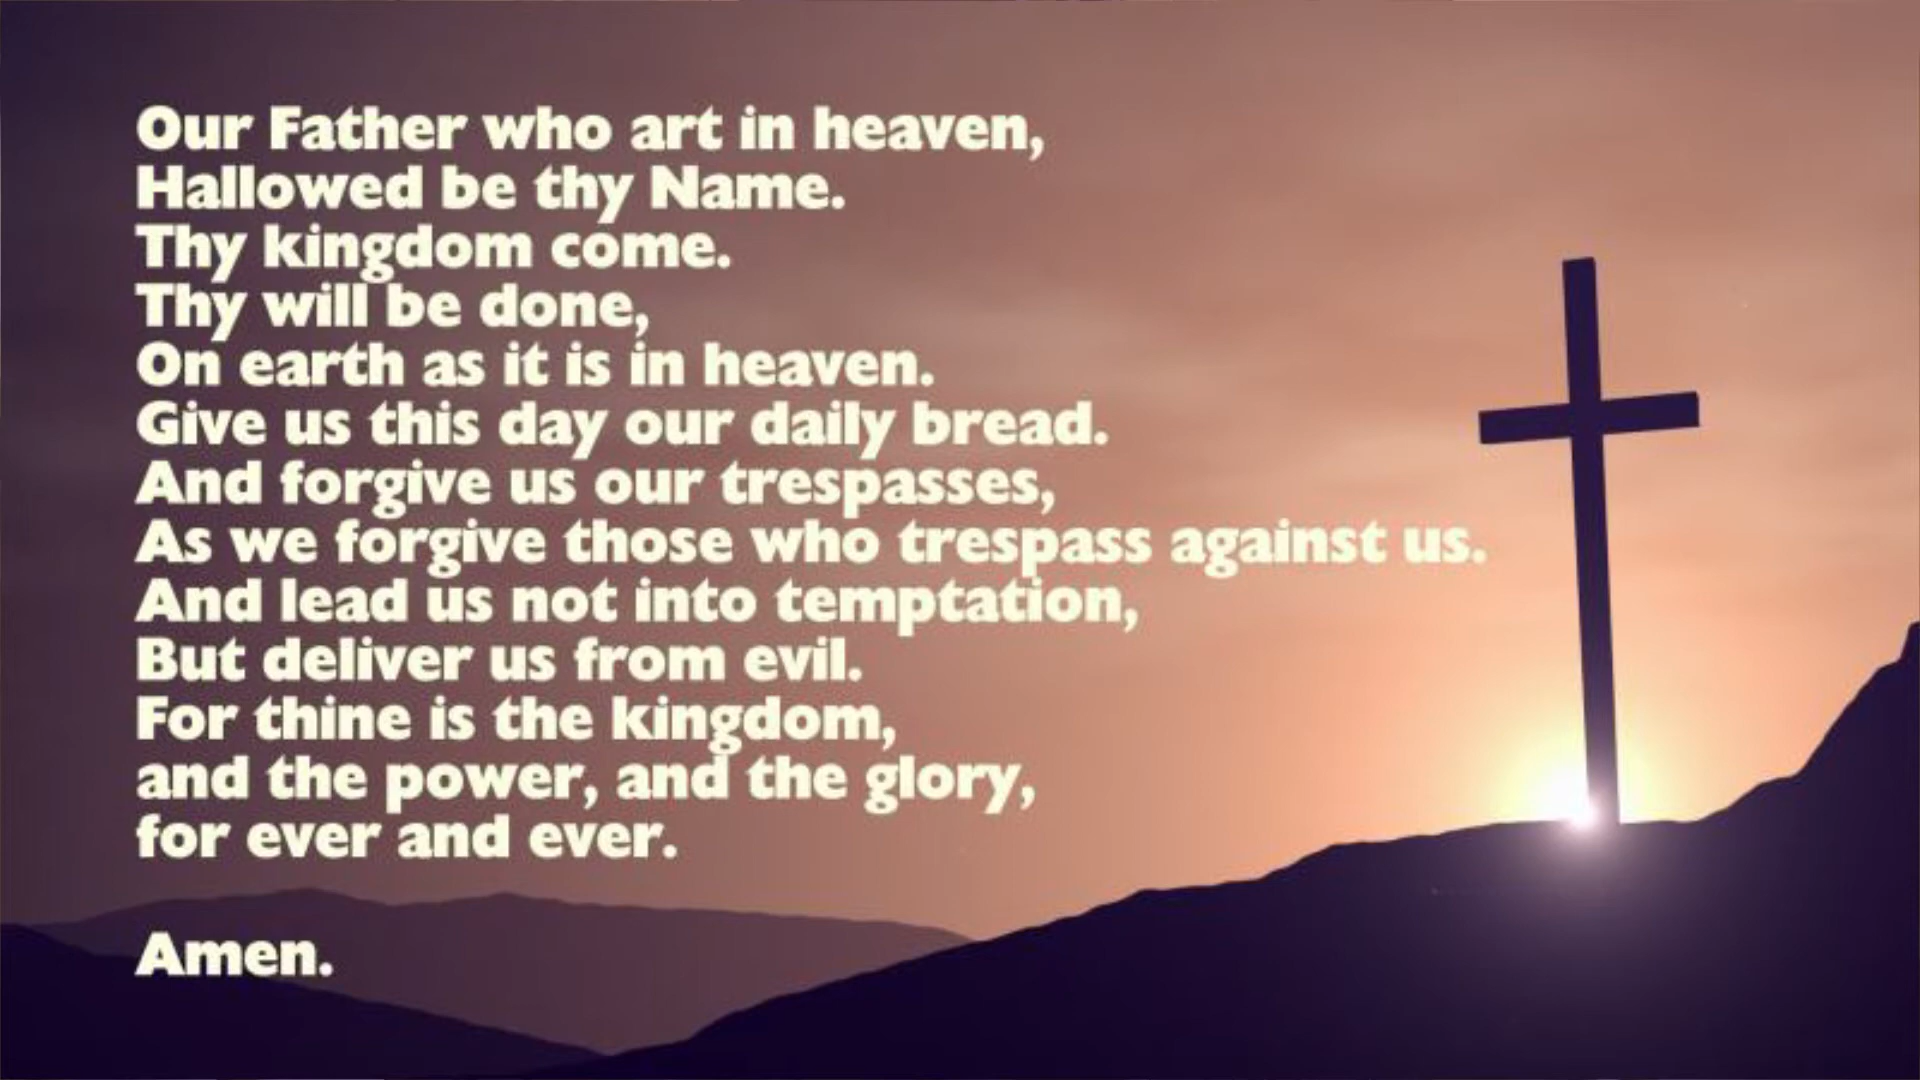 Our Father who art in heaven,
Hallowed be thy Name.
Thy kingdom come.
Thy will be done,
On earth as it is in heaven.
Give us this day our daily bread.
And forgive us our trespasses,
As we forgive those who trespass against us.
And lead us not into temptation,
But deliver us from evil.
For thine is the kingdom,
and the power, and the glory,
for ever and ever.
Amen.